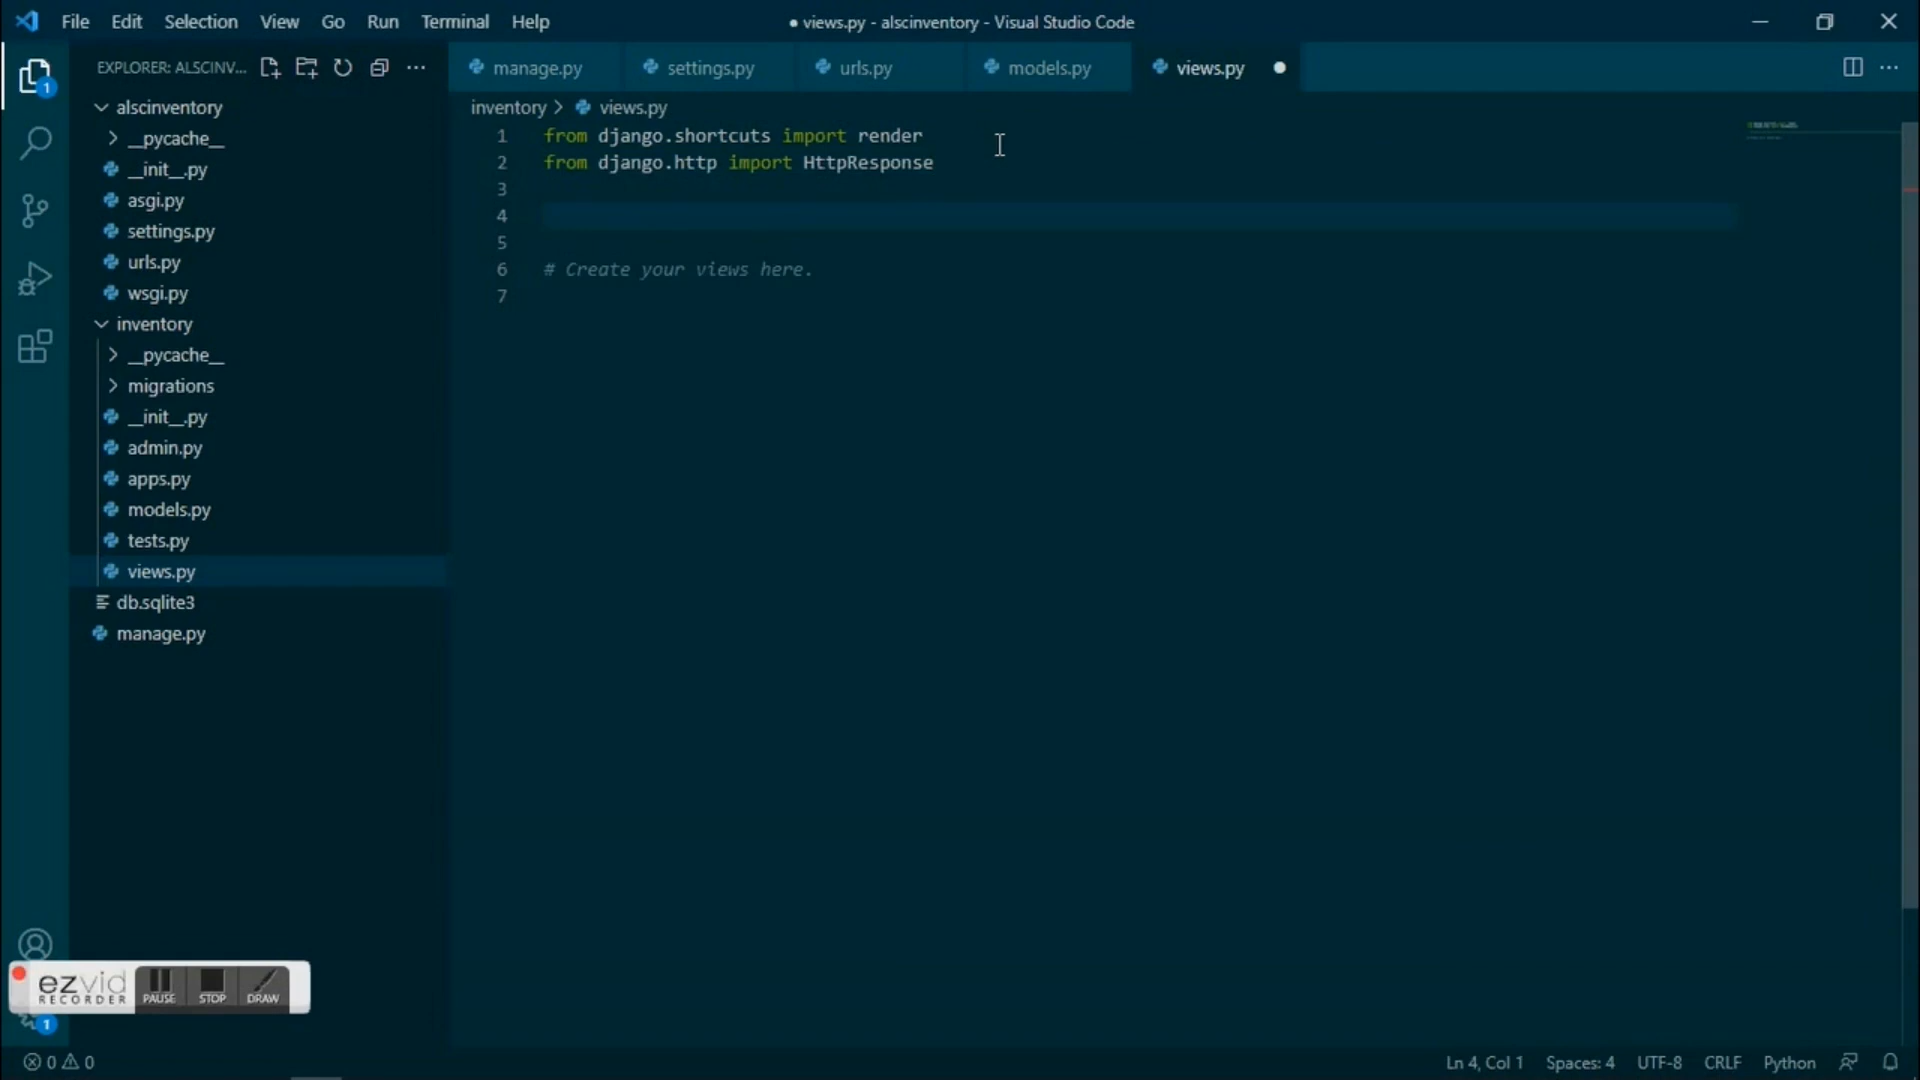 File Edit Selection View Go Run Terminal Help
● views.py - alscinventory - Visual Studio Code
EXPLORER: ALSCINV...
manage.py
settings.py
urls.py
models.py
views.py
1
alscinventory
__pycache__
__init__.py
asgi.py
settings.py
urls.py
wsgi.py
inventory
__pycache__
migrations
__init__.py
admin.py
apps.py
models.py
tests.py
views.py
db.sqlite3
manage.py
inventory > views.py
1 from django.shortcuts import render
2 from django.http import HttpResponse
3
4
5
6 # Create your views here.
7
ezvid
RECORDER
PAUSE STOP DRAW
1
0 0
Ln 4, Col 1 Spaces: 4 UTF-8 CRLF Python